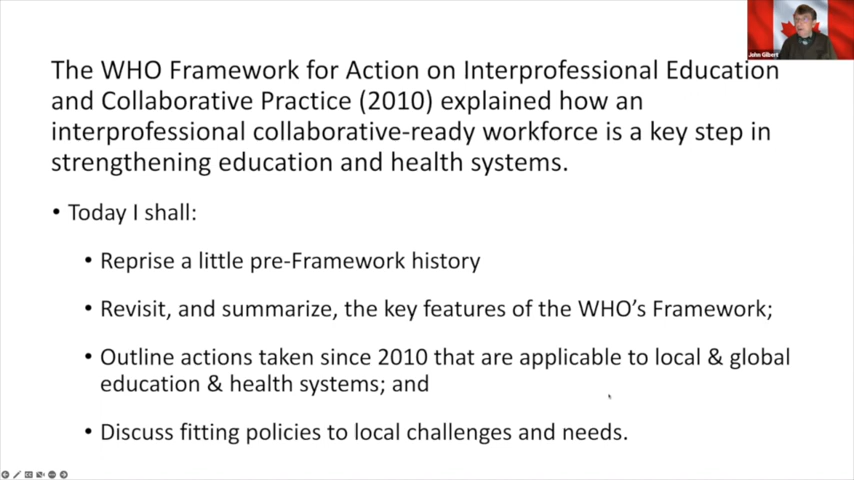 The WHO Framework for Action on Interprofessional Education
and Collaborative Practice (2010) explained how an
interprofessional collaborative-ready workforce is a key step in
strengthening education and health systems.
• Today I shall:
• Reprise a little pre-Framework history
• Revisit, and summarize, the key features of the WHO's Framework;
• Outline actions taken since 2010 that are applicable to local & global
education & health systems; and
• Discuss fitting policies to local challenges and needs.
John Gilbert